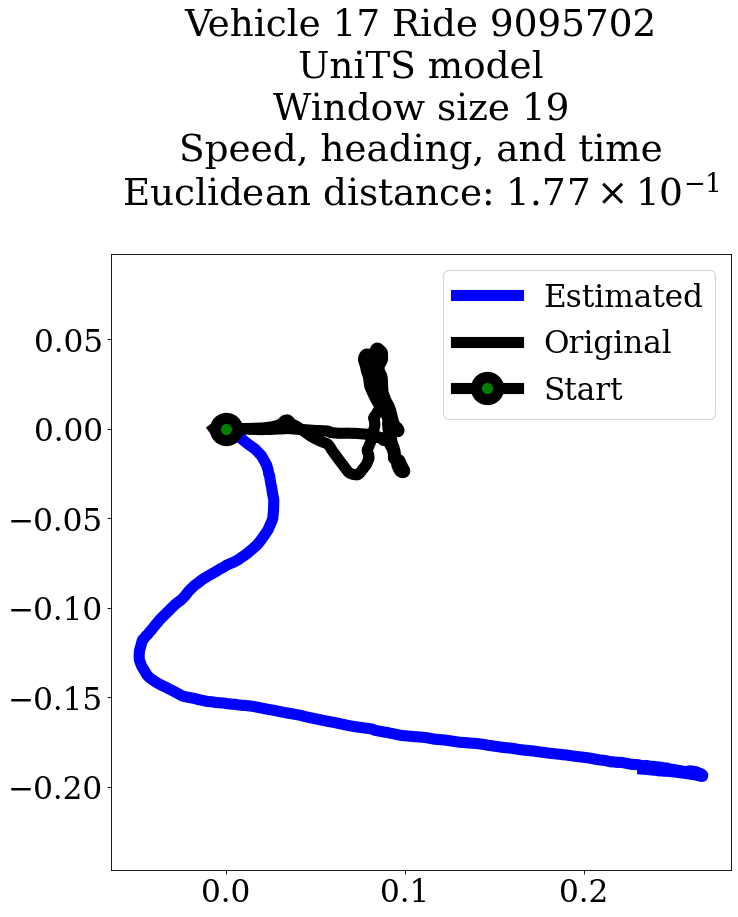 Vehicle 17 Ride 9095702
UniTS model
Window size 19
Speed, heading, and time
Euclidean distance: 1.77 × 10⁻¹
Estimated
Original
Start
0.05
0.00
−0.05
−0.10
−0.15
−0.20
0.0 0.1 0.2